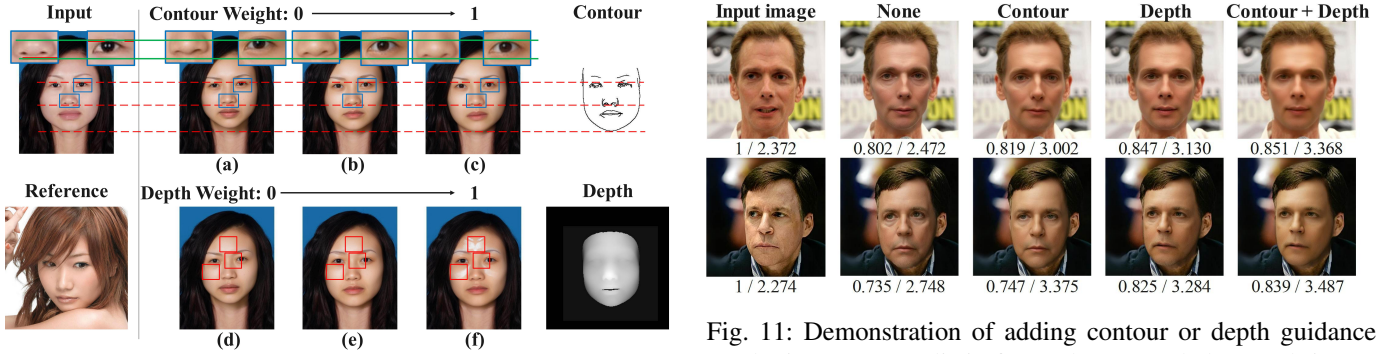 Input
Contour Weight: 0
1
Contour
(a)
(b)
(c)
Reference
Depth Weight: 0
1
Depth
(d)
(e)
(f)
Input image
None
Contour
Depth
Contour + Depth
1 / 2.372
0.802 / 2.472
0.819 / 3.002
0.847 / 3.130
0.851 / 3.368
1 / 2.274
0.735 / 2.748
0.747 / 3.375
0.825 / 3.284
0.839 / 3.487
Fig. 11: Demonstration of adding contour or depth guidance